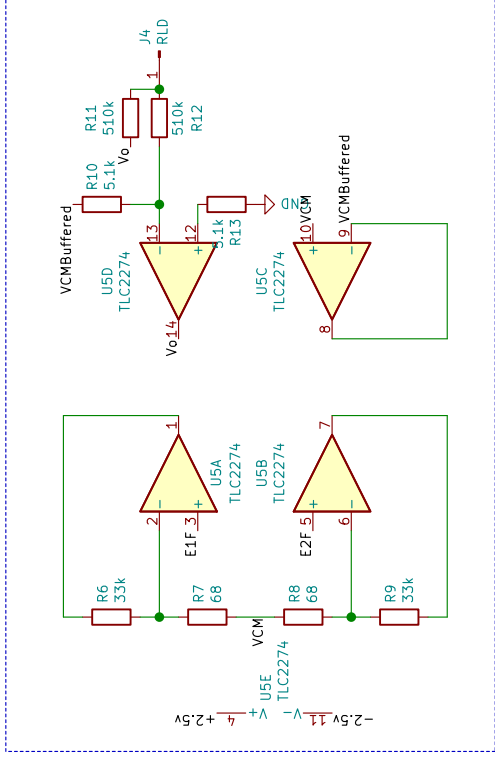 J4
RLD
1
R11
510k
510k
R12
Vo
R10
5.1k
VCMBuffered
13
12
5.1k
R13
GND
VCM
10
VCMBuffered
9
U5D
TLC2274
−
+
U5C
TLC2274
+
−
Vo
14
8
1
7
U5A
TLC2274
U5B
TLC2274
−
+
+
−
2
3
E1F
E2F
5
6
R6
33k
R7
68
R8
68
R9
33k
VCM
U5E
TLC2274
+2.5v
4
V+
V−
11
−2.5v